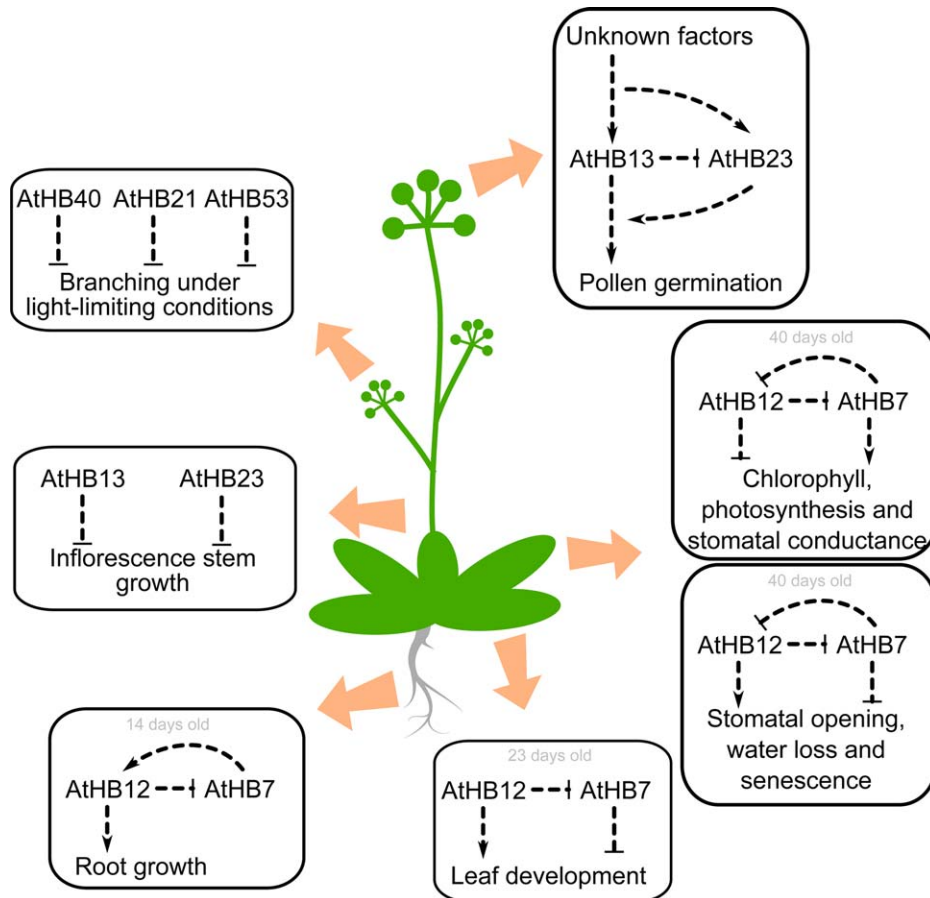 Unknown factors
AtHB13 AtHB23
Pollen germination
AtHB40 AtHB21 AtHB53
Branching under
light-limiting conditions
40 days old
AtHB12 AtHB7
Chlorophyll,
photosynthesis and
stomatal conductance
AtHB13 AtHB23
Inflorescence stem
growth
40 days old
AtHB12 AtHB7
Stomatal opening,
water loss and
senescence
14 days old
AtHB12 AtHB7
Root growth
23 days old
AtHB12 AtHB7
Leaf development